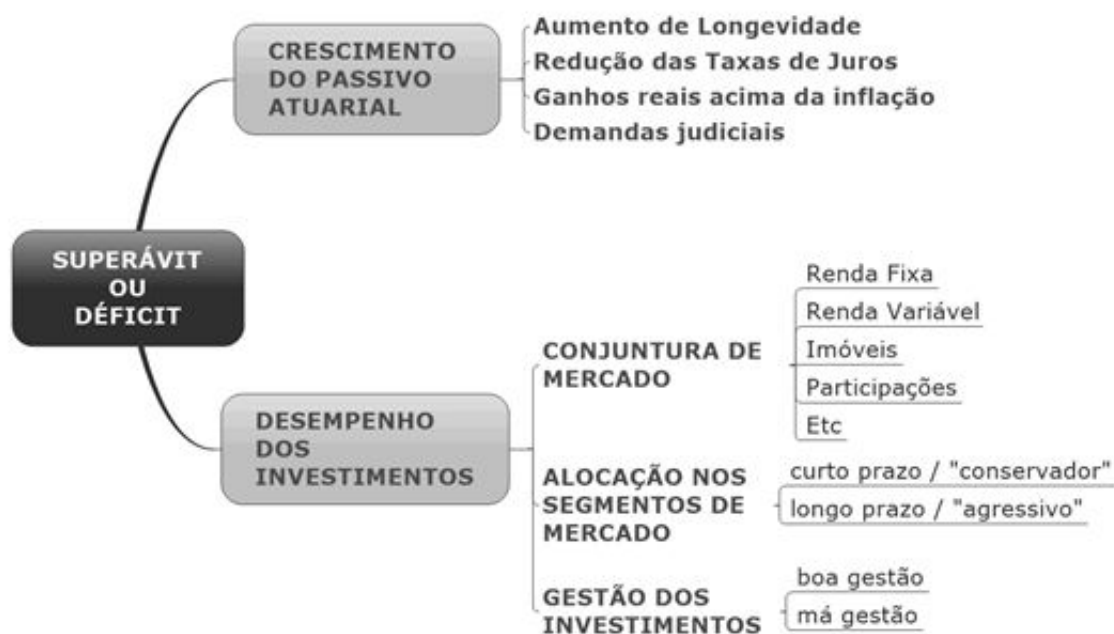 SUPERÁVIT
OU
DÉFICIT
CRESCIMENTO
DO PASSIVO
ATUARIAL
Aumento de Longevidade
Redução das Taxas de Juros
Ganhos reais acima da inflação
Demandas judiciais
DESEMPENHO
DOS
INVESTIMENTOS
CONJUNTURA DE
MERCADO
Renda Fixa
Renda Variável
Imóveis
Participações
Etc
ALOCAÇÃO NOS
SEGMENTOS DE
MERCADO
curto prazo / "conservador"
longo prazo / "agressivo"
GESTÃO DOS
INVESTIMENTOS
boa gestão
má gestão